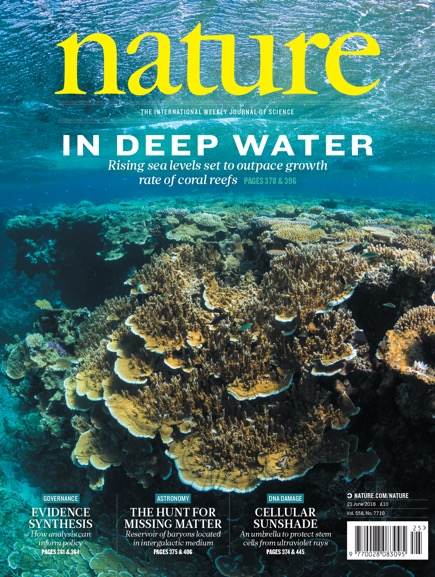 nature
THE INTERNATIONAL WEEKLY JOURNAL OF SCIENCE
IN DEEP WATER
Rising sea levels set to outpace growth
rate of coral reefs PAGES 378 & 396
GOVERNANCE
EVIDENCE
SYNTHESIS
How analysis can
inform policy
PAGES 361 & 364
ASTRONOMY
THE HUNT FOR
MISSING MATTER
Reservoir of baryons located
in intergalactic medium
PAGES 375 & 406
DNA DAMAGE
CELLULAR
SUNSHADE
An umbrella to protect stem
cells from ultraviolet rays
PAGES 374 & 445
NATURE.COM/NATURE
21 June 2018 £10
Vol. 558, No. 7710
25
9 770028 083095